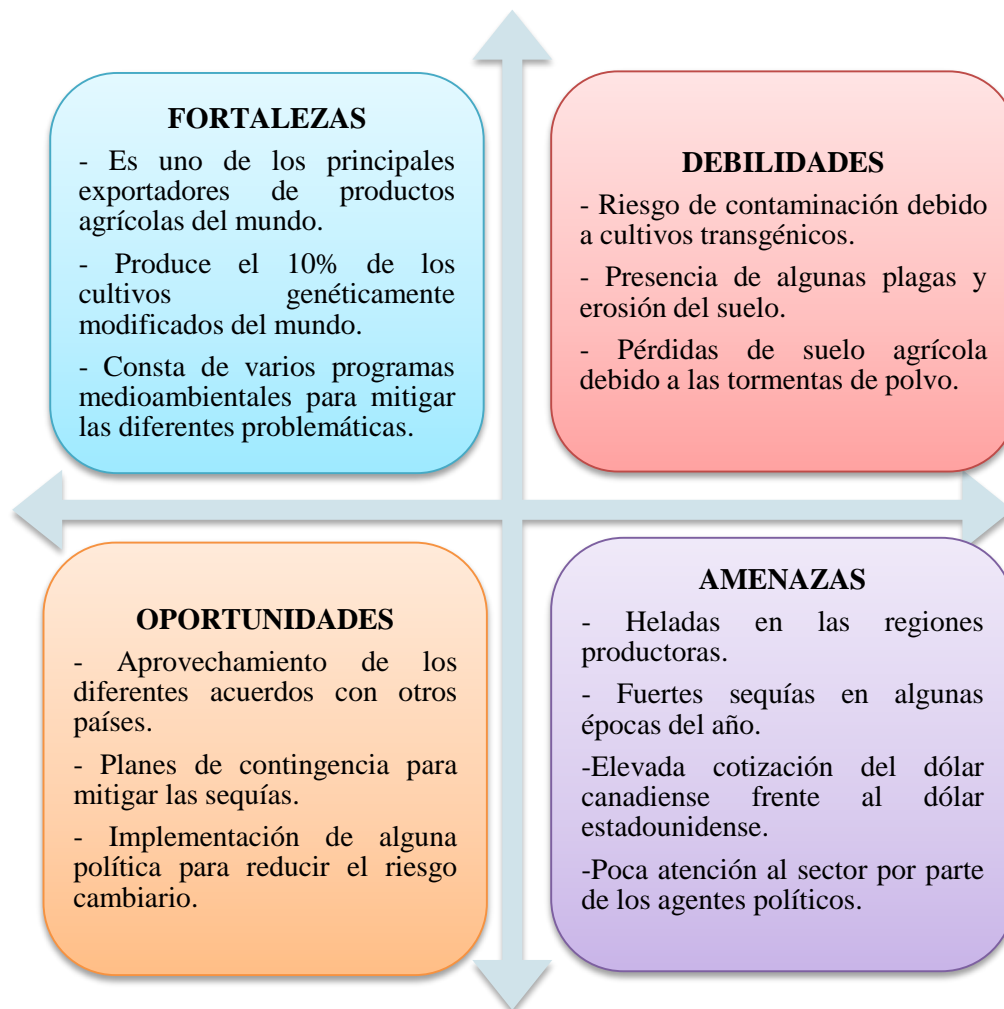 FORTALEZAS
- Es uno de los principales
exportadores de productos
agrícolas del mundo.
- Produce el 10% de los
cultivos genéticamente
modificados del mundo.
- Consta de varios programas
medioambientales para mitigar
las diferentes problemáticas.
DEBILIDADES
- Riesgo de contaminación debido
a cultivos transgénicos.
- Presencia de algunas plagas y
erosión del suelo.
- Pérdidas de suelo agrícola
debido a las tormentas de polvo.
OPORTUNIDADES
- Aprovechamiento de los
diferentes acuerdos con otros
países.
- Planes de contingencia para
mitigar las sequías.
- Implementación de alguna
política para reducir el riesgo
cambiario.
AMENAZAS
- Heladas en las regiones
productoras.
- Fuertes sequías en algunas
épocas del año.
-Elevada cotización del dólar
canadiense frente al dólar
estadounidense.
-Poca atención al sector por parte
de los agentes políticos.